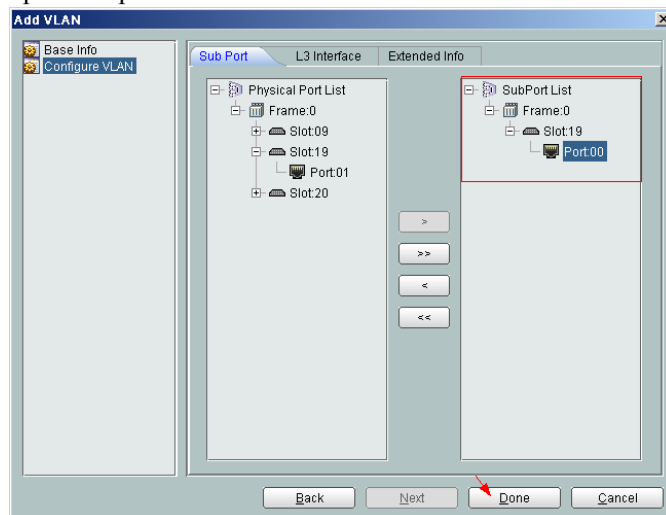 Add VLAN
Base Info
Configure VLAN
Sub Port L3 Interface Extended Info
Physical Port List
Frame:0
Slot:09
Slot:19
Port:01
Slot:20
>
>>
<
<<
SubPort List
Frame:0
Slot:19
Port:00
Back Next Done Cancel